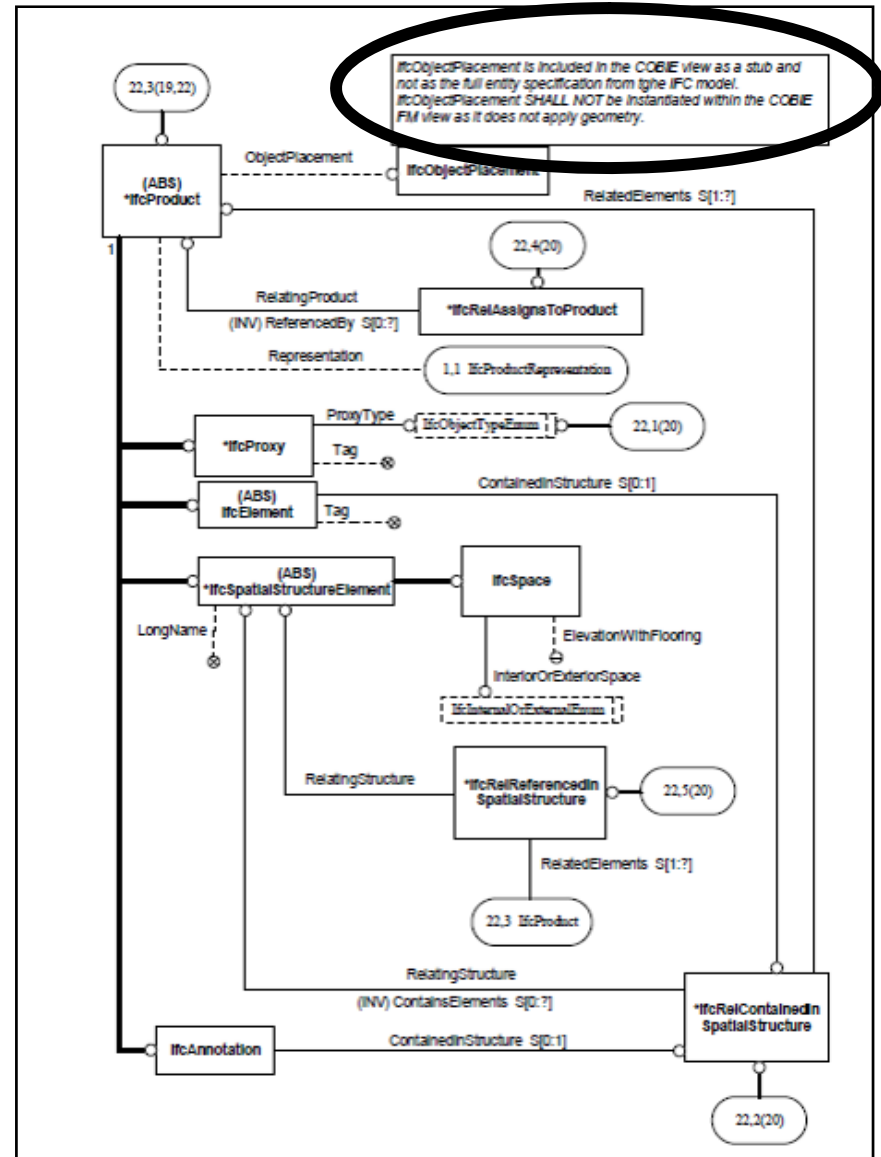 IfcObjectPlacement is included in the COBIE view as a stub and
not as the full entity specification from tghe IFC model.
IfcObjectPlacement SHALL NOT be instantiated within the COBIE
FM view as it does not apply geometry.
22,3(19,22)
ObjectPlacement
IfcObjectPlacement
(ABS)
*IfcProduct
RelatedElements S[1:?]
1
22,4(20)
RelatingProduct
(INV) ReferencedBy S[0:?]
*IfcRelAssignsToProduct
Representation
1,1 IfcProductRepresentation
ProxyType
*IfcProxy
IfcObjectTypeEnum
22,1(20)
Tag
ContainedInStructure S[0:1]
(ABS)
IfcElement
Tag
(ABS)
*IfcSpatialStructureElement
IfcSpace
LongName
ElevationWithFlooring
InteriorOrExteriorSpace
IfcInternalOrExternalEnum
RelatingStructure
*IfcRelReferencedIn
SpatialStructure
22,5(20)
RelatedElements S[1:?]
22,3 IfcProduct
RelatingStructure
(INV) ContainsElements S[0:?]
*IfcRelContainedIn
SpatialStructure
IfcAnnotation
ContainedInStructure S[0:1]
22,2(20)